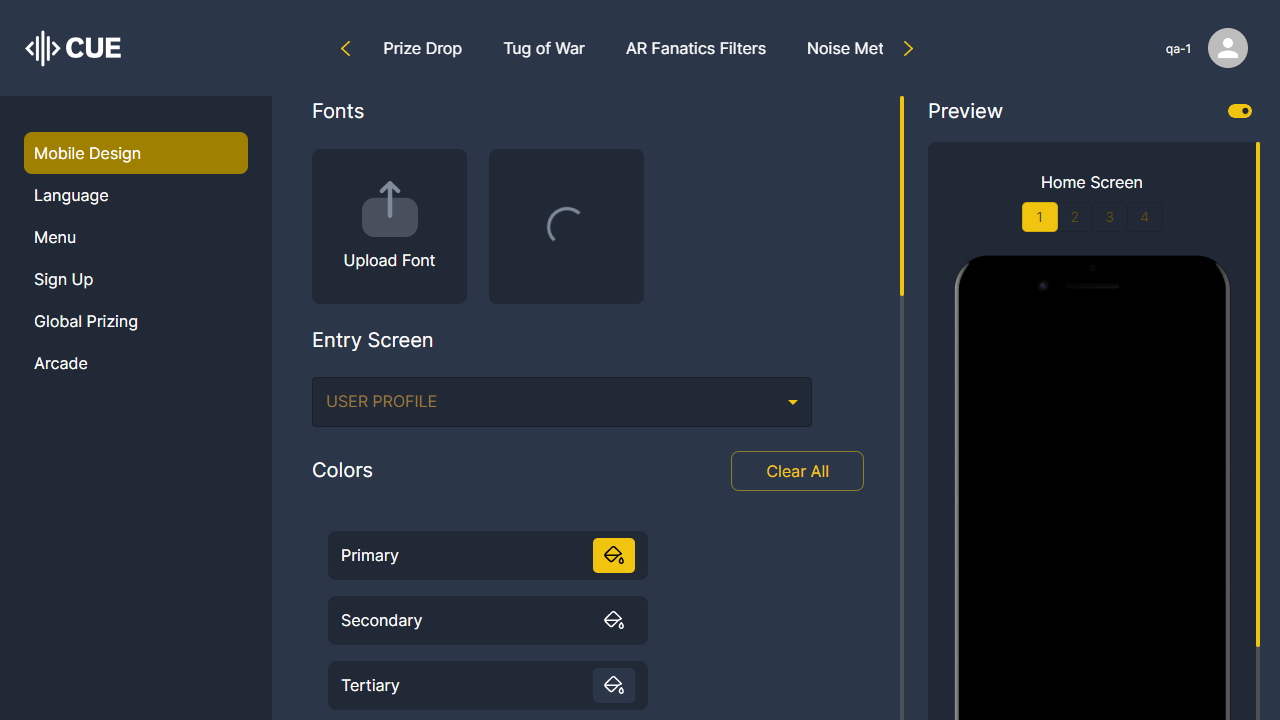 CUE
Prize Drop
Tug of War
AR Fanatics Filters
Noise Met
qa-1
Mobile Design
Language
Menu
Sign Up
Global Prizing
Arcade
Fonts
Upload Font
Entry Screen
USER PROFILE
Colors
Clear All
Primary
Secondary
Tertiary
Preview
Home Screen
1 2 3 4